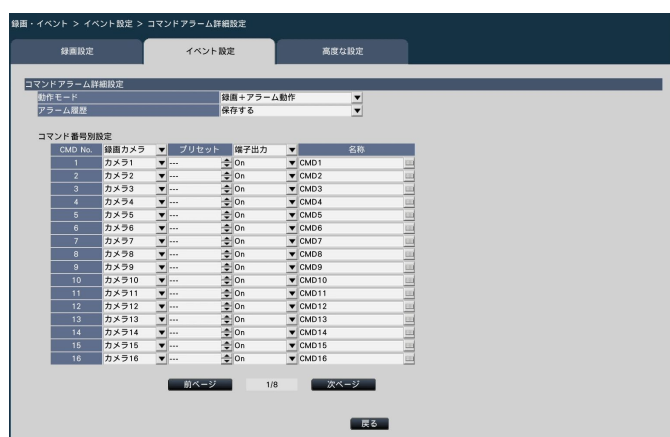 録画・イベント > イベント設定 > コマンドアラーム詳細設定
録画設定 イベント設定 高度な設定
コマンドアラーム詳細設定
動作モード 録画+アラーム動作
アラーム履歴 保存する
コマンド番号別設定
CMD No. 録画カメラ プリセット 端子出力 名称
1 カメラ1 --- On CMD1
2 カメラ2 --- On CMD2
3 カメラ3 --- On CMD3
4 カメラ4 --- On CMD4
5 カメラ5 --- On CMD5
6 カメラ6 --- On CMD6
7 カメラ7 --- On CMD7
8 カメラ8 --- On CMD8
9 カメラ9 --- On CMD9
10 カメラ10 --- On CMD10
11 カメラ11 --- On CMD11
12 カメラ12 --- On CMD12
13 カメラ13 --- On CMD13
14 カメラ14 --- On CMD14
15 カメラ15 --- On CMD15
16 カメラ16 --- On CMD16
前ページ 1/8 次ページ
戻る